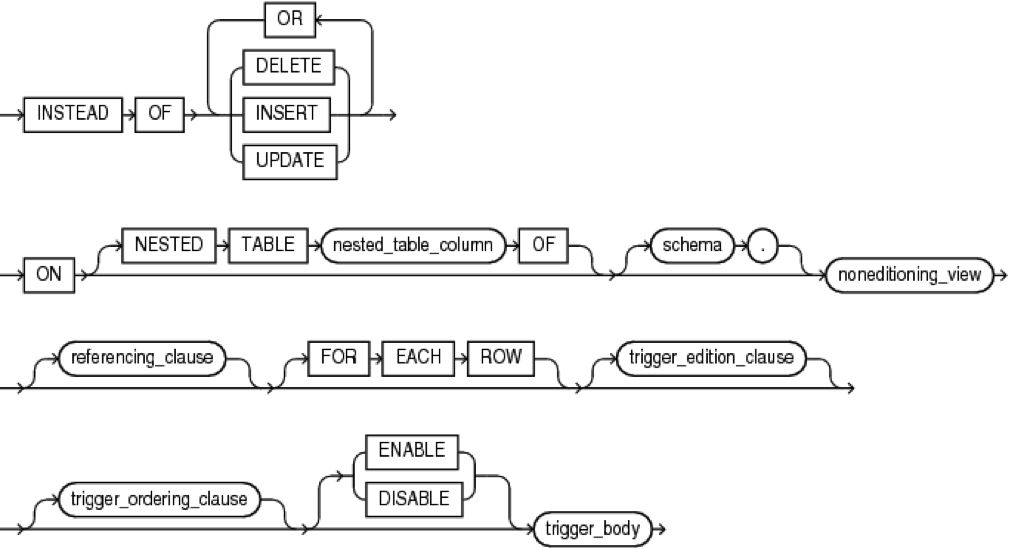 OR
DELETE
INSTEAD OF INSERT
UPDATE
NESTED TABLE nested_table_column OF schema .
ON noneditioning_view
referencing_clause FOR EACH ROW trigger_edition_clause
ENABLE
trigger_ordering_clause DISABLE
trigger_body